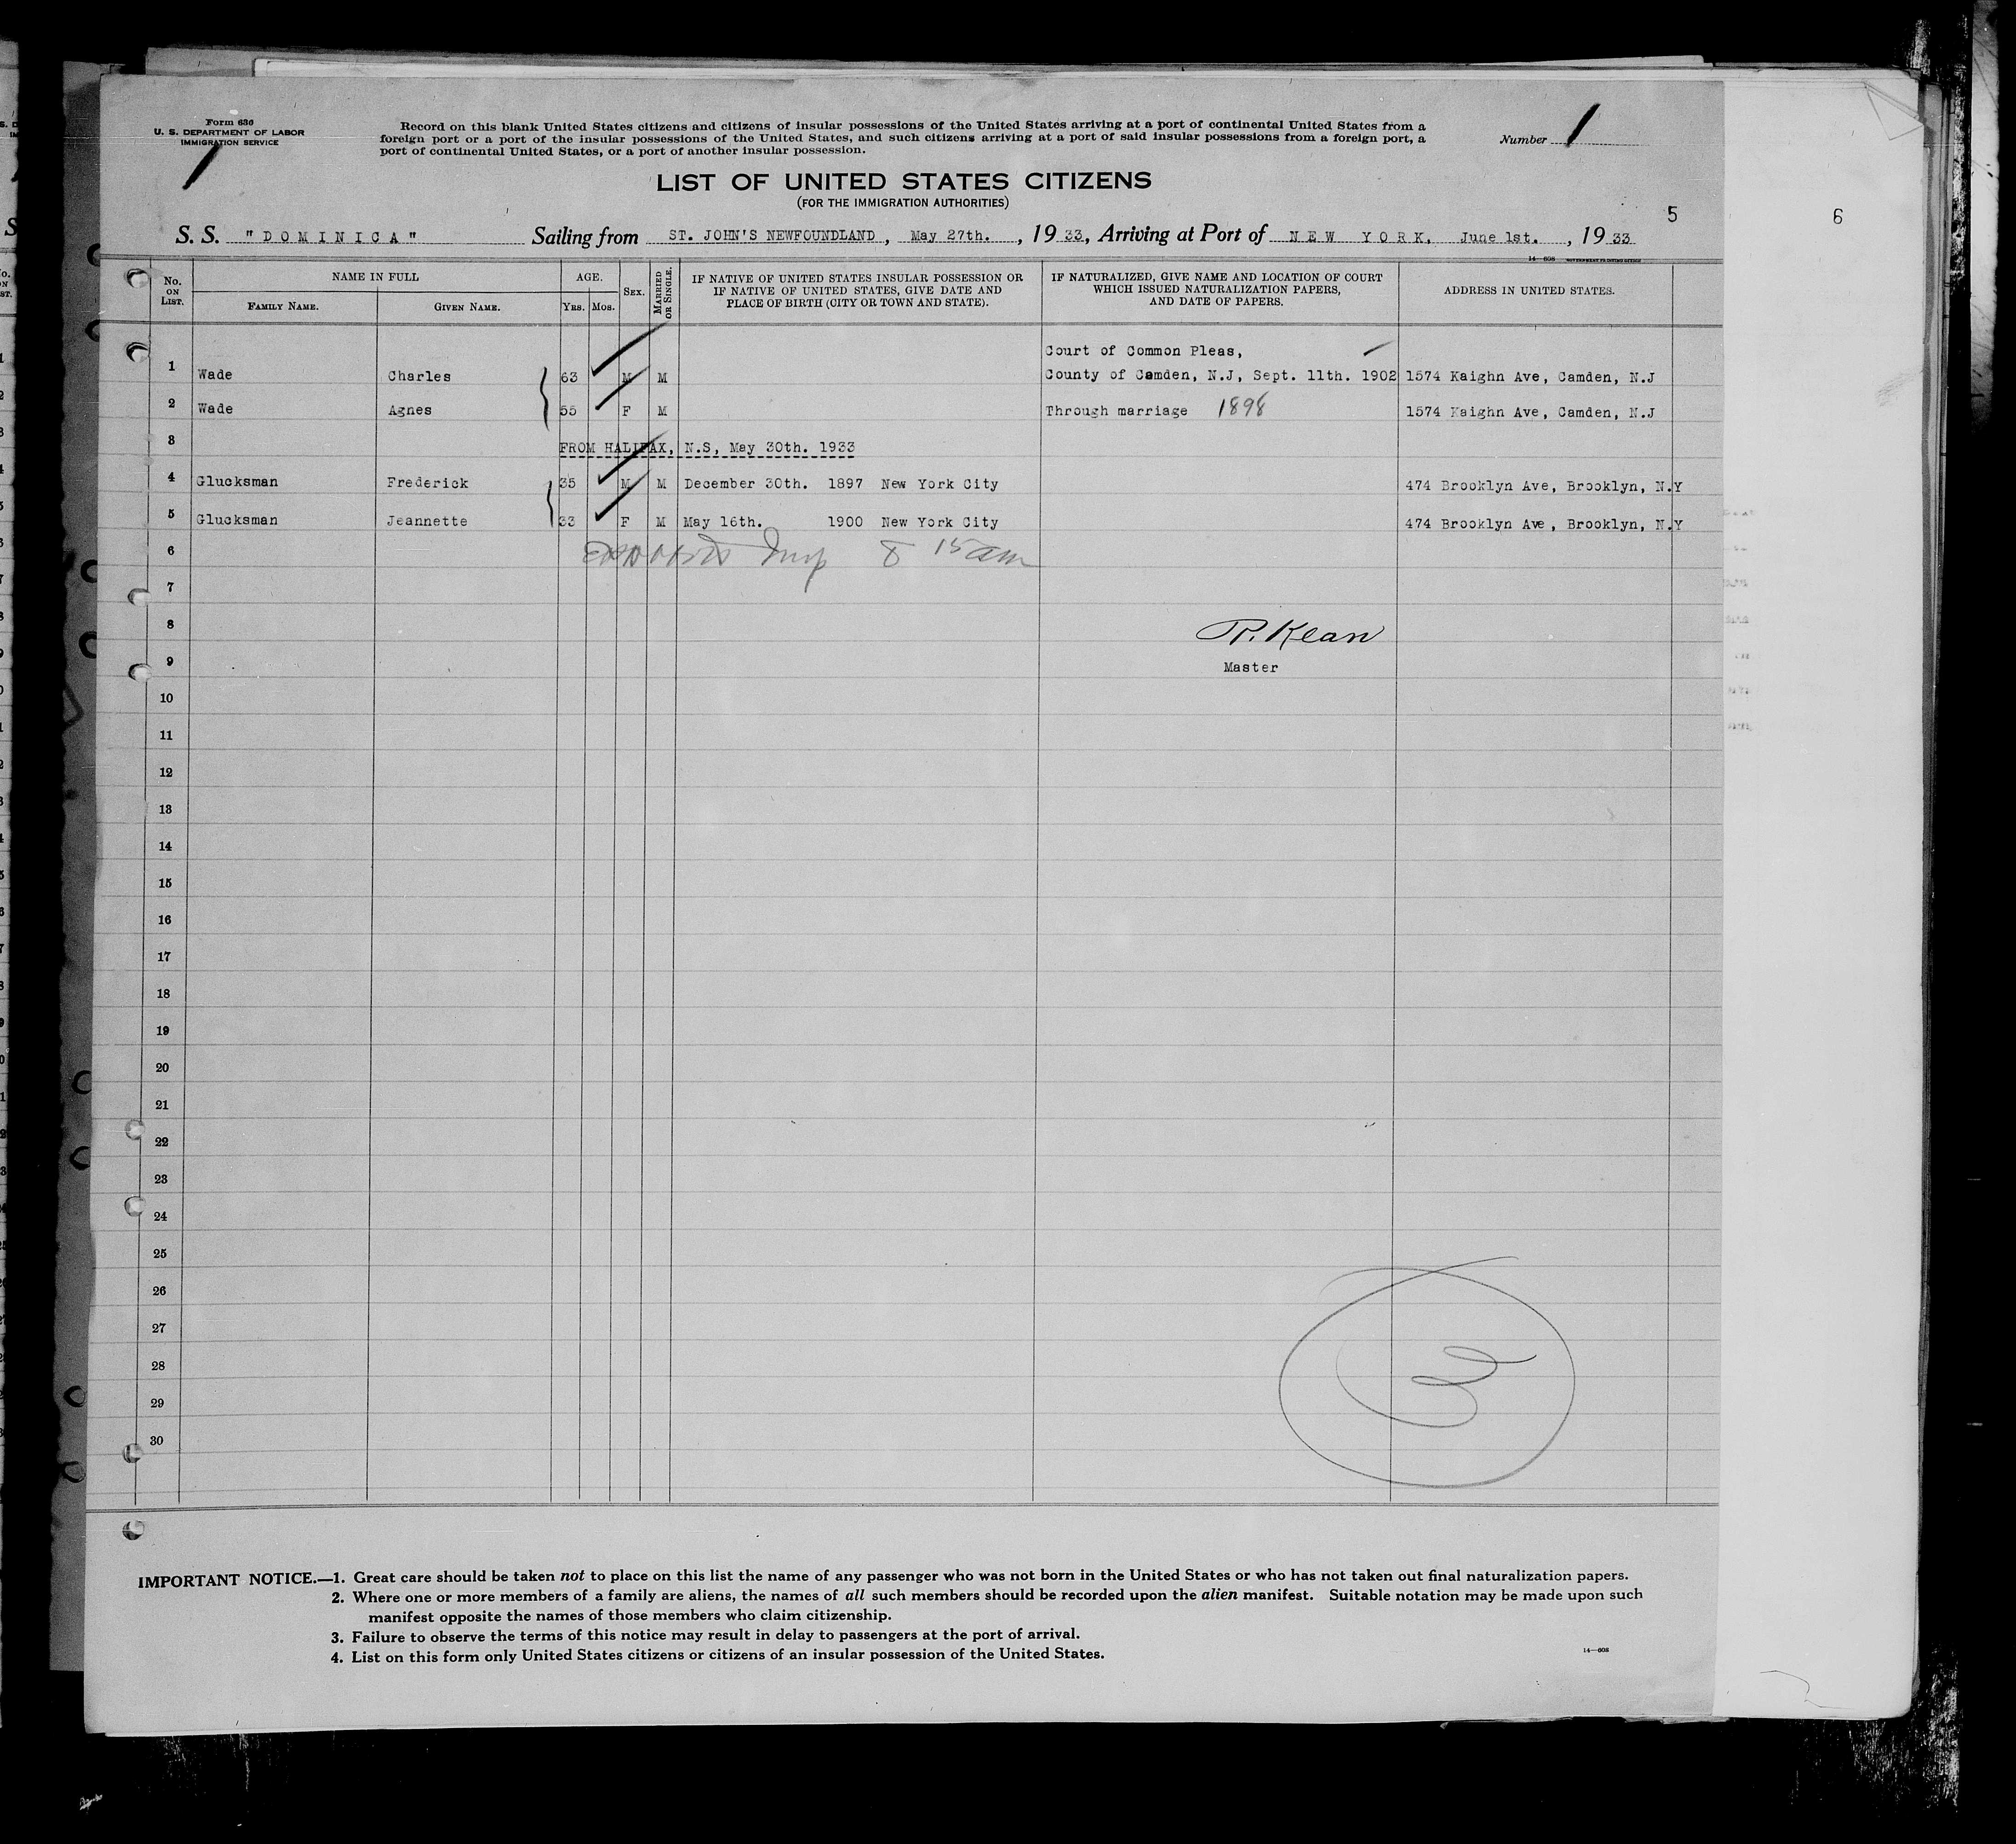 Form 636
U. S. DEPARTMENT OF LABOR
IMMIGRATION SERVICE
Record on this blank United States citizens and citizens of insular possessions of the United States arriving at a port of continental United States from a
foreign port or a port of the insular possessions of the United States, and such citizens arriving at a port of said insular possessions from a foreign port, a
port of continental United States, or a port of another insular possession.
Number 1
1
LIST OF UNITED STATES CITIZENS
(FOR THE IMMIGRATION AUTHORITIES)
5
6
S. S. "DOMINICA" Sailing from ST. JOHN'S NEWFOUNDLAND, May 27th., 1933, Arriving at Port of NEW YORK. June 1st., 1933
14—608 GOVERNMENT PRINTING OFFICE
No. ON LIST. NAME IN FULL FAMILY NAME. GIVEN NAME. AGE. YRS. MOS. SEX. MARRIED OR SINGLE. IF NATIVE OF UNITED STATES INSULAR POSSESSION OR IF NATIVE OF UNITED STATES, GIVE DATE AND PLACE OF BIRTH (CITY OR TOWN AND STATE). IF NATURALIZED, GIVE NAME AND LOCATION OF COURT WHICH ISSUED NATURALIZATION PAPERS, AND DATE OF PAPERS. ADDRESS IN UNITED STATES.
Court of Common Pleas,
1 Wade Charles 63 M M County of Camden, N.J, Sept. 11th. 1902 1574 Kaighn Ave, Camden, N.J
2 Wade Agnes 55 F M Through marriage 1898 1574 Kaighn Ave, Camden, N.J
3 FROM HALIFAX, N.S, May 30th. 1933
4 Glucksman Frederick 35 M M December 30th. 1897 New York City 474 Brooklyn Ave, Brooklyn, N.Y
5 Glucksman Jeannette 33 F M May 16th. 1900 New York City 474 Brooklyn Ave, Brooklyn, N.Y
6 Insp 8 15 am
7
8 Kean
9 Master
10
11
12
13
14
15
16
17
18
19
20
21
22
23
24
25
26
27
28
29
30
IMPORTANT NOTICE.—1. Great care should be taken not to place on this list the name of any passenger who was not born in the United States or who has not taken out final naturalization papers.
2. Where one or more members of a family are aliens, the names of all such members should be recorded upon the alien manifest. Suitable notation may be made upon such
manifest opposite the names of those members who claim citizenship.
3. Failure to observe the terms of this notice may result in delay to passengers at the port of arrival.
4. List on this form only United States citizens or citizens of an insular possession of the United States.
14—608